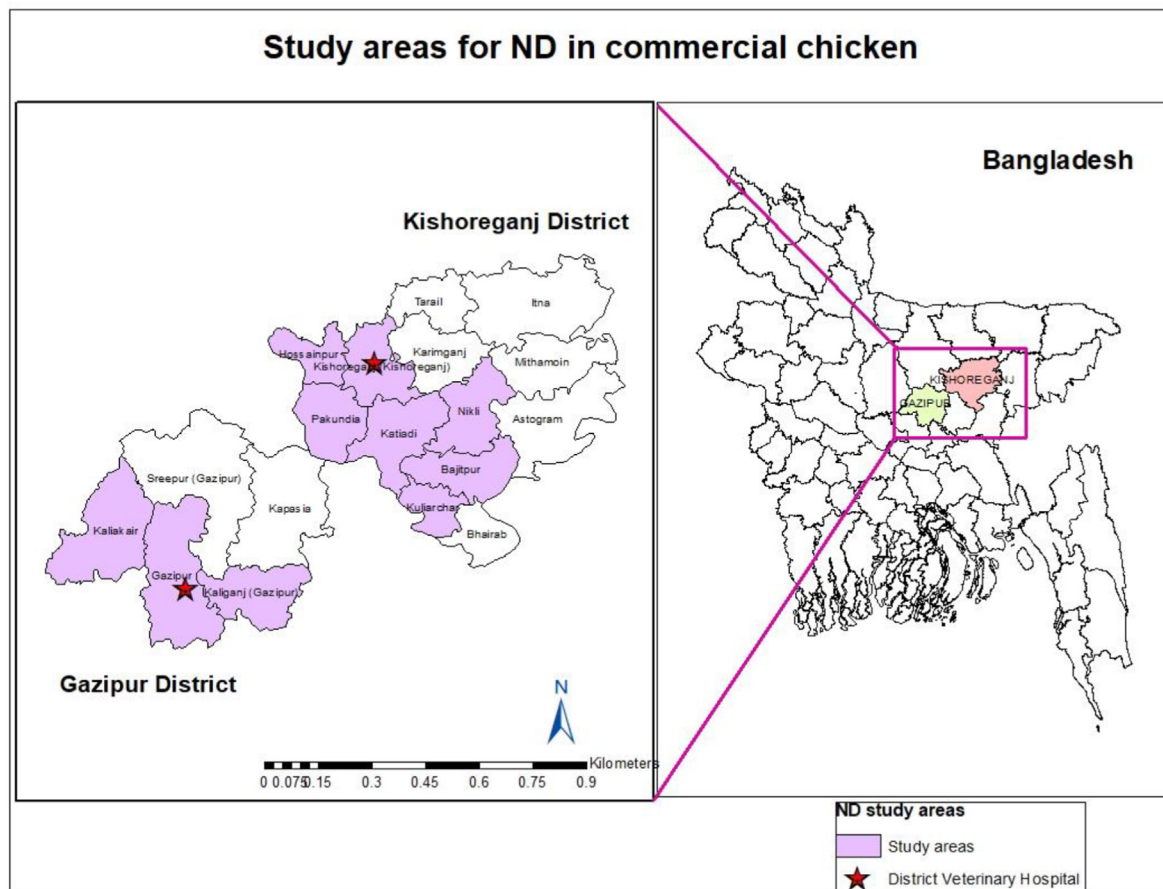 Study areas for ND in commercial chicken
Bangladesh
Kishoreganj District
Tarail
Itna
Hossainpur
Karimganj
Kishoreganj (Kishoreganj)
Mithamoin
Pakundia
Katiadi
Nikli
Astogram
Bajitpur
Kuliarchar
Bhairab
Sreepur (Gazipur)
Kapasia
Kaliakair
Gazipur
Kaliganj (Gazipur)
Gazipur District
N
Kilometers
0 0.075 0.15 0.3 0.45 0.6 0.75 0.9
KISHOREGANJ
GAZIPUR
ND study areas
Study areas
District Veterinary Hospital